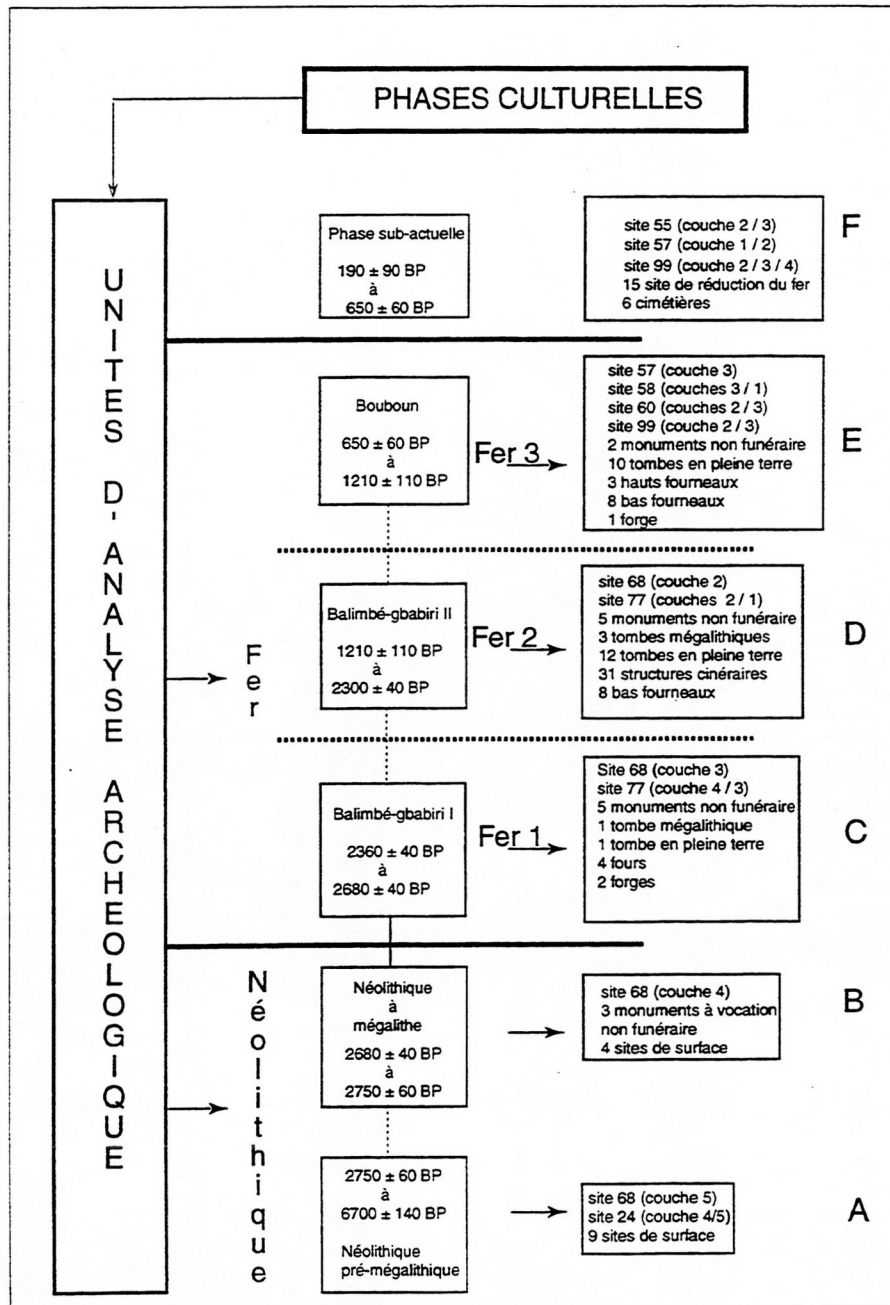 PHASES CULTURELLES
UNITES D'ANALYSE ARCHEOLOGIQUE
Phase sub-actuelle
190 ± 90 BP
à
650 ± 60 BP
site 55 (couche 2 / 3)
site 57 (couche 1 / 2)
site 99 (couche 2 / 3 / 4)
15 site de réduction du fer
6 cimétières
F
Bouboun
650 ± 60 BP
à
1210 ± 110 BP
Fer 3
site 57 (couche 3)
site 58 (couches 3 / 1)
site 60 (couches 2 / 3)
site 99 (couche 2 / 3)
2 monuments non funéraire
10 tombes en pleine terre
3 hauts fourneaux
8 bas fourneaux
1 forge
E
Fer
Balimbé-gbabiri II
1210 ± 110 BP
à
2300 ± 40 BP
Fer 2
site 68 (couche 2)
site 77 (couches 2 / 1)
5 monuments non funéraire
3 tombes mégalithiques
12 tombes en pleine terre
31 structures cinéraires
8 bas fourneaux
D
Balimbé-gbabiri I
2360 ± 40 BP
à
2680 ± 40 BP
Fer 1
Site 68 (couche 3)
site 77 (couche 4 / 3)
5 monuments non funéraire
1 tombe mégalithique
1 tombe en pleine terre
4 fours
2 forges
C
Néolithique
Néolithique
à
mégalithe
2680 ± 40 BP
à
2750 ± 60 BP
site 68 (couche 4)
3 monuments à vocation
non funéraire
4 sites de surface
B
2750 ± 60 BP
à
6700 ± 140 BP
Néolithique
pré-mégalithique
site 68 (couche 5)
site 24 (couche 4/5)
9 sites de surface
A